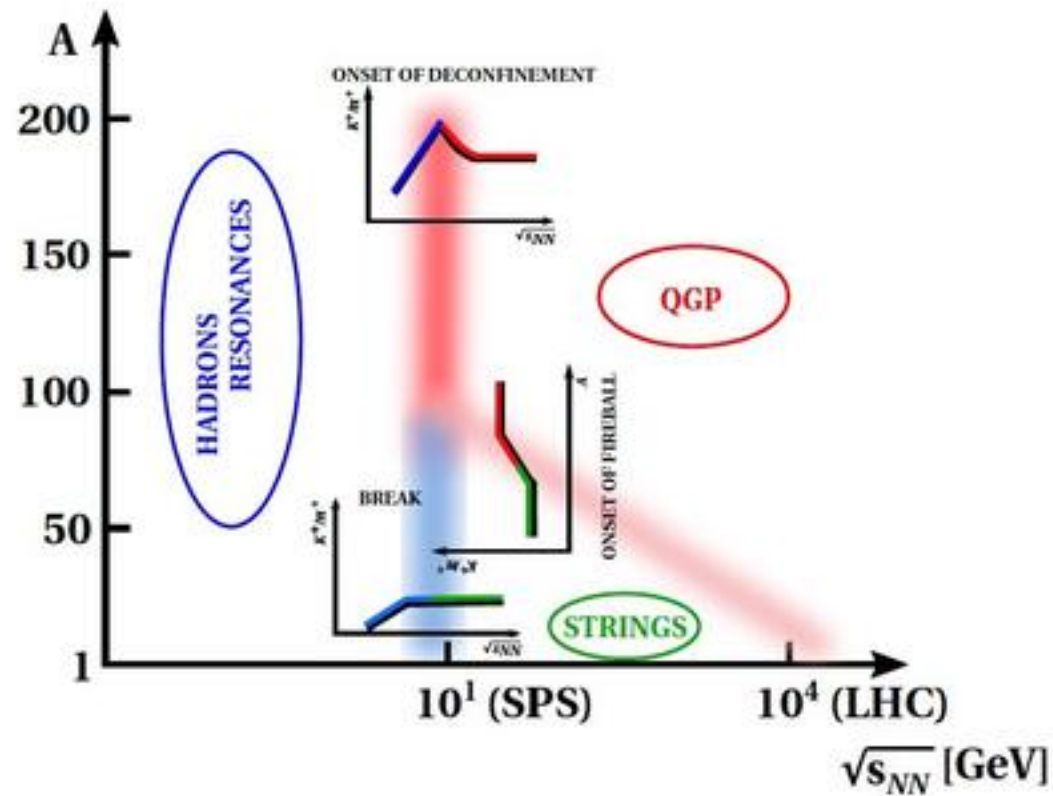 A
200
150
100
50
1
HADRONS
RESONANCES
ONSET OF DECONFINEMENT
K⁺/π⁺
√sNN
QGP
A
ONSET OF FIREBALL
K⁺/π⁺
BREAK
K⁺/π⁺
√sNN
STRINGS
10¹ (SPS)
10⁴ (LHC)
√sNN [GeV]